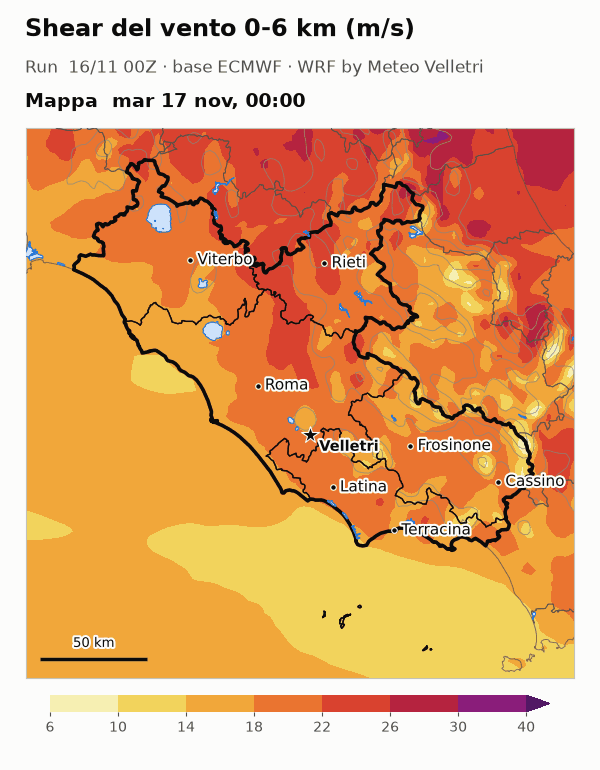 Shear del vento 0-6 km (m/s)
Run  16/11 00Z · base ECMWF · WRF by Meteo Velletri
Mappa  mar 17 nov, 00:00
Viterbo
Rieti
Roma
Velletri
Frosinone
Latina
Cassino
Terracina
50 km
6 10 14 18 22 26 30 40